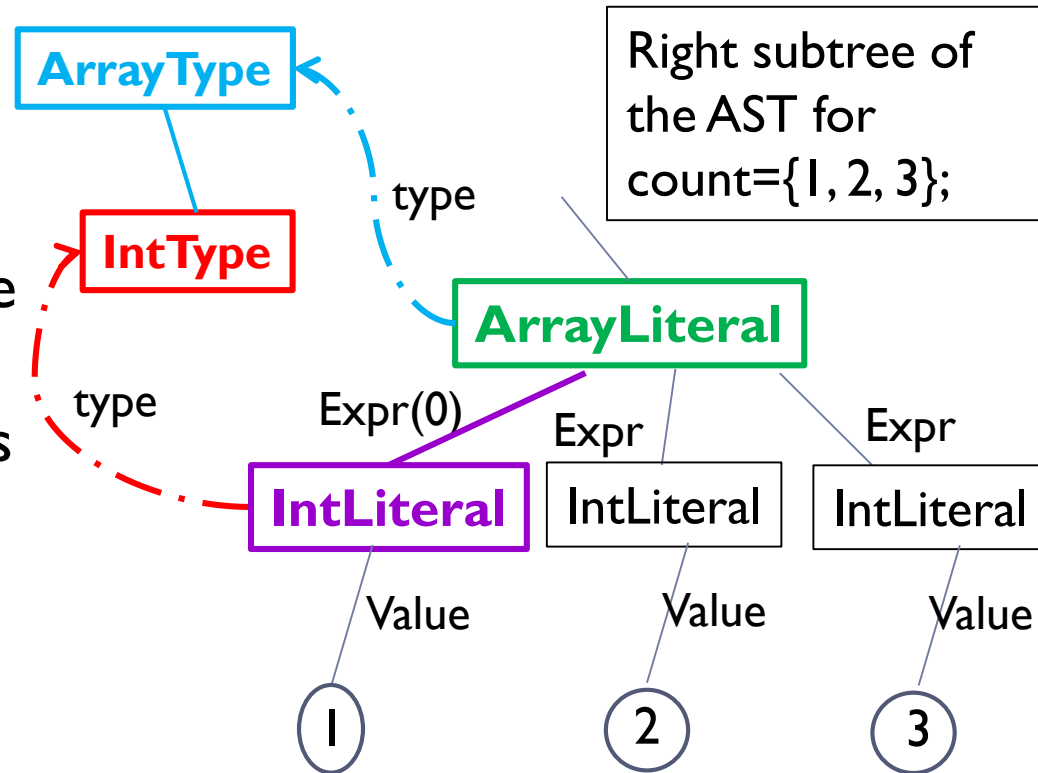 ArrayType
Right subtree of
the AST for
count={1, 2, 3};
type
IntType
e
ArrayLiteral
type
Expr(0)
Expr
Expr
s
IntLiteral
IntLiteral
IntLiteral
Value
Value
Value
1
2
3